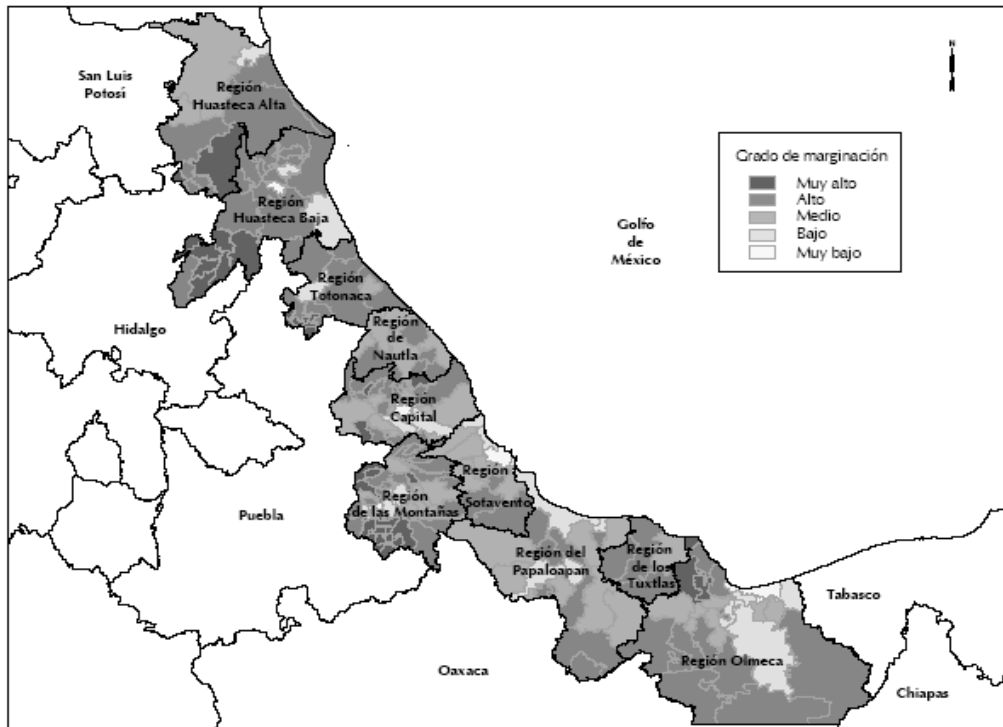 N
San Luis
Potosí
Región
Huasteca Alta
Grado de marginación
Muy alto
Alto
Medio
Bajo
Muy bajo
Región
Huasteca Baja
Golfo
de
México
Región
Totonaca
Hidalgo
Región
de
Nautla
Región
Capital
Región
Sotavento
Región
de las Montañas
Puebla
Región del
Papaloapan
Región
de los
Tuxtlas
Tabasco
Oaxaca
Región Olmeca
Chiapas